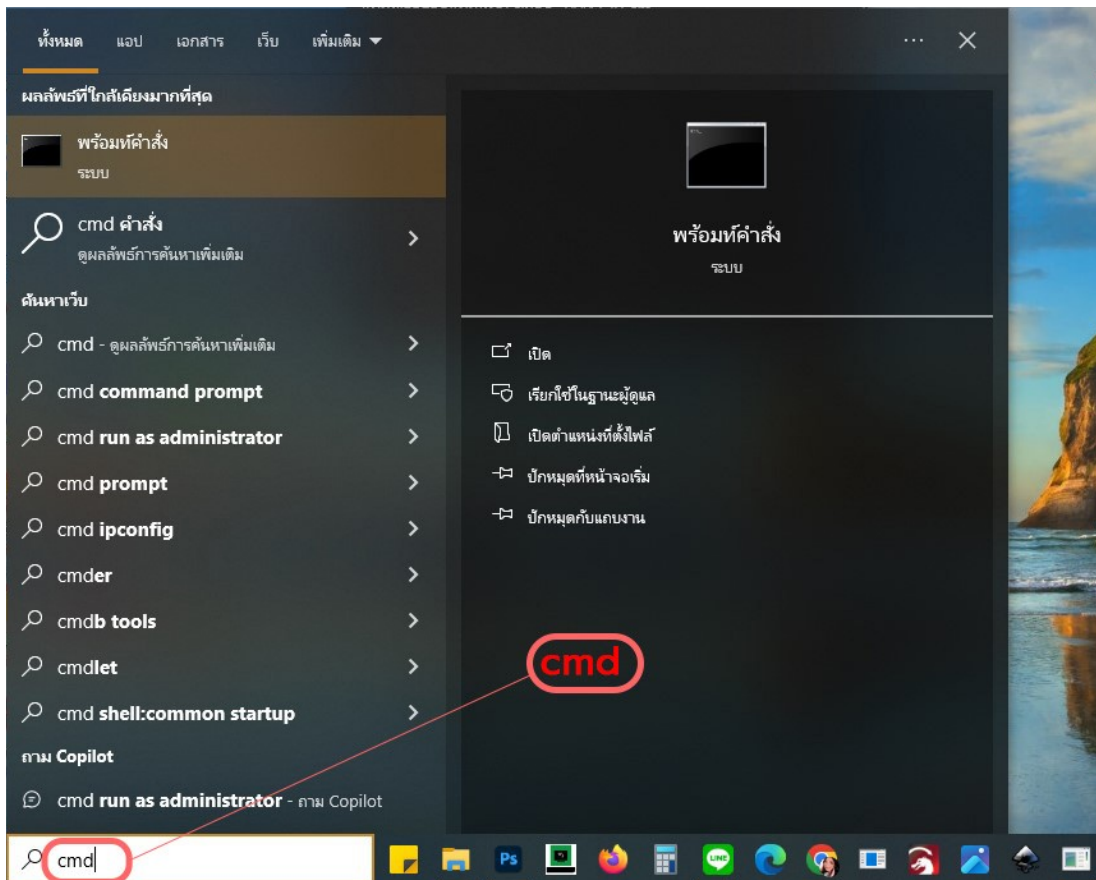 ทั้งหมด แอป เอกสาร เว็บ เพิ่มเติม
ผลลัพธ์ที่ใกล้เคียงมากที่สุด
พร้อมท์คำสั่ง
ระบบ
cmd คำสั่ง
ดูผลลัพธ์การค้นหาเพิ่มเติม
ค้นหาเว็บ
cmd - ดูผลลัพธ์การค้นหาเพิ่มเติม
cmd command prompt
cmd run as administrator
cmd prompt
cmd ipconfig
cmder
cmdb tools
cmdlet
cmd shell:common startup
ถาม Copilot
cmd run as administrator - ถาม Copilot
cmd
พร้อมท์คำสั่ง
ระบบ
เปิด
เรียกใช้ในฐานะผู้ดูแล
เปิดตำแหน่งที่ตั้งไฟล์
ปักหมุดที่หน้าจอเริ่ม
ปักหมุดกับแถบงาน
cmd
Ps
LINE